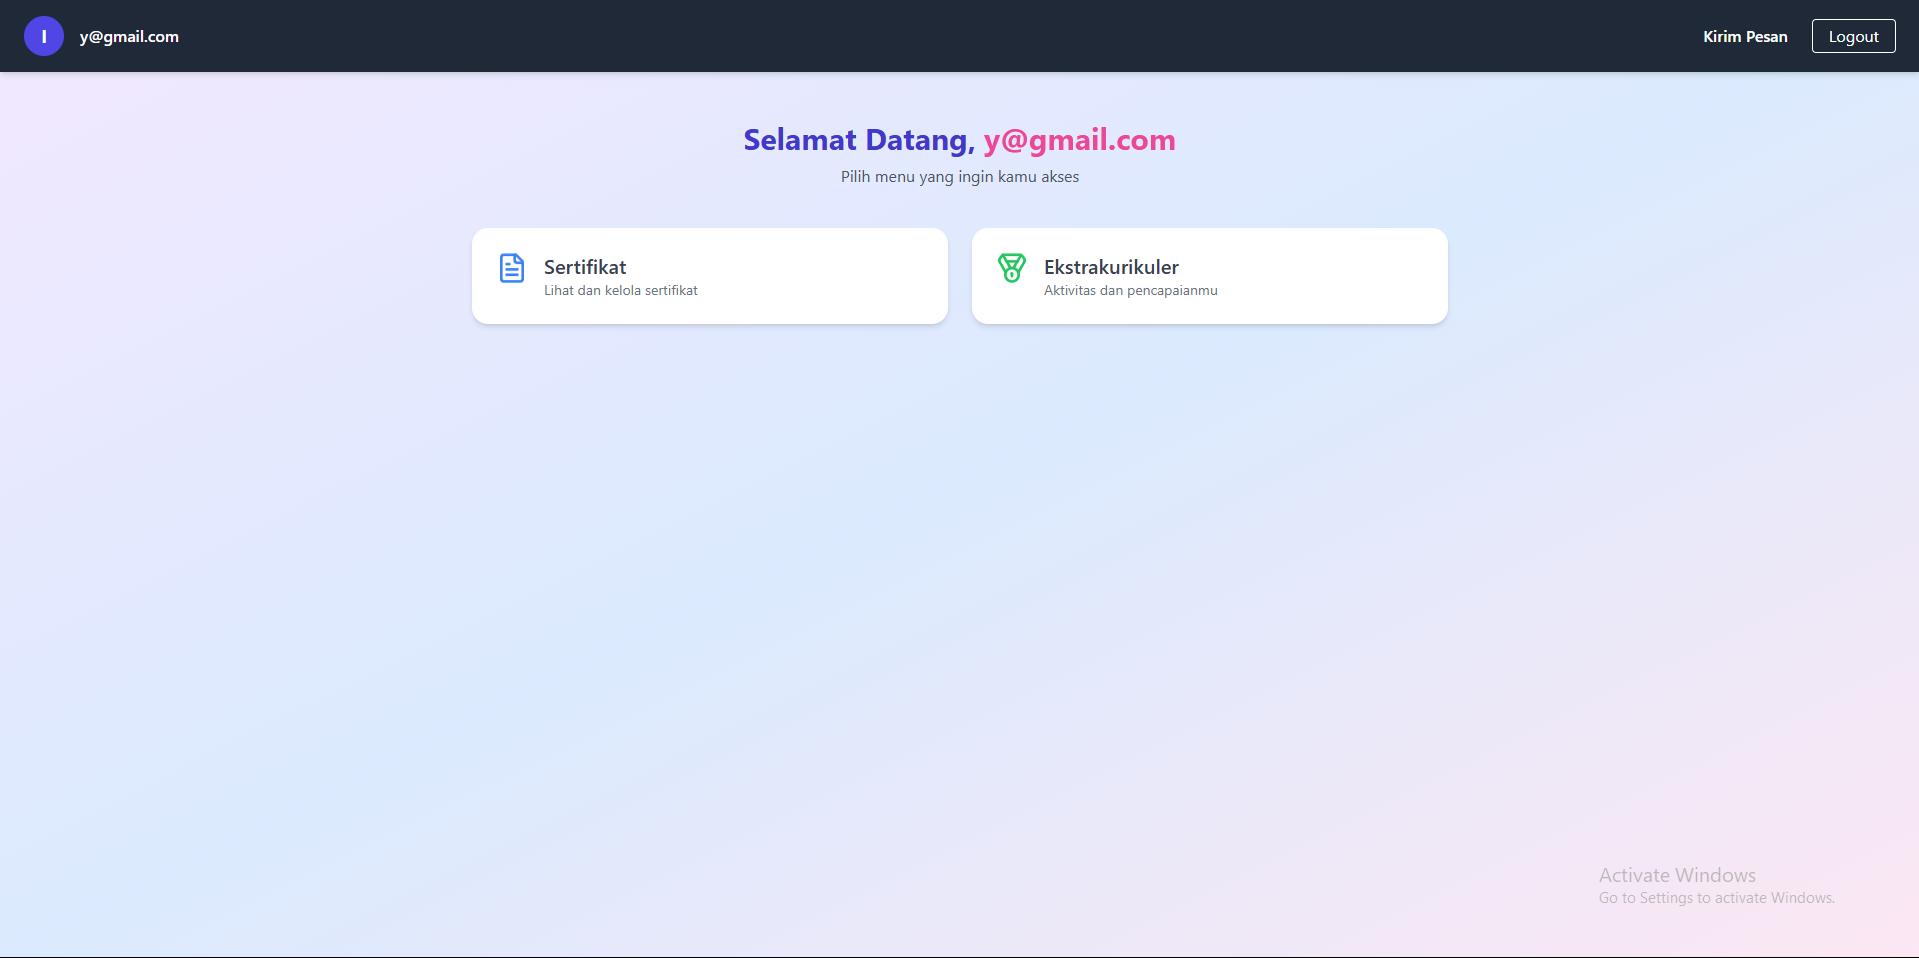 I
y@gmail.com
Kirim Pesan
Logout
Selamat Datang, y@gmail.com
Pilih menu yang ingin kamu akses
Sertifikat
Lihat dan kelola sertifikat
Ekstrakurikuler
Aktivitas dan pencapaianmu
Activate Windows
Go to Settings to activate Windows.